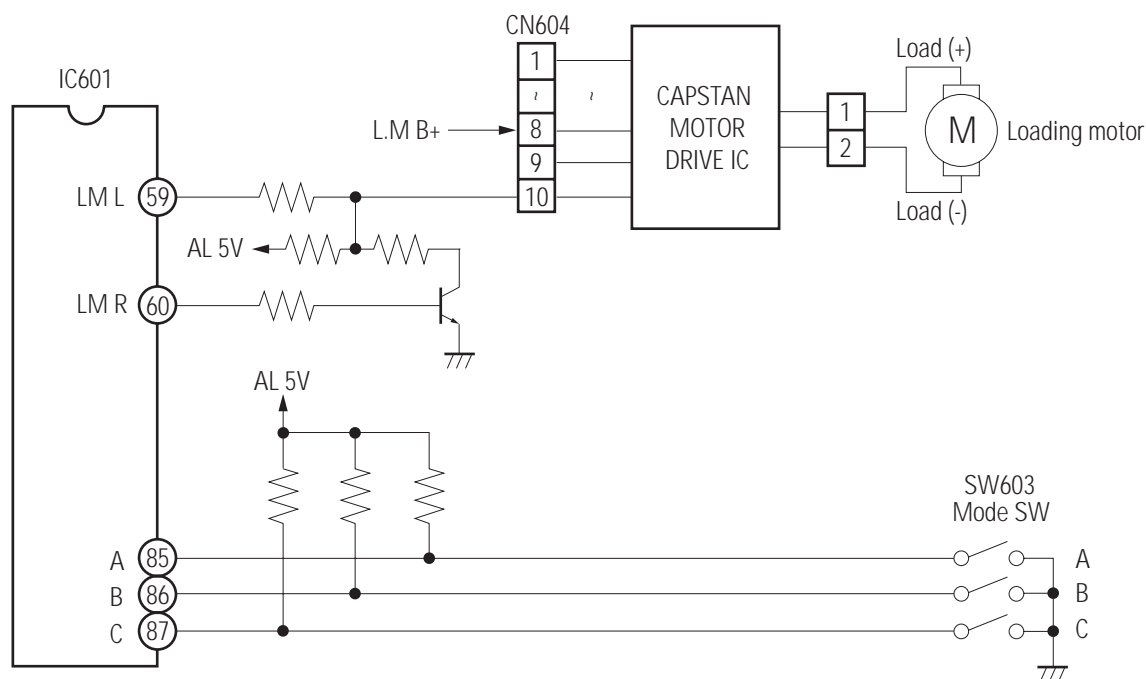 CN604
IC601
1
~
~
8
9
10
L.M B+
CAPSTAN
MOTOR
DRIVE IC
1
2
Load (+)
M
Loading motor
Load (-)
LM L
59
AL 5V
LM R
60
AL 5V
SW603
Mode SW
A
85
A
B
86
B
C
87
C